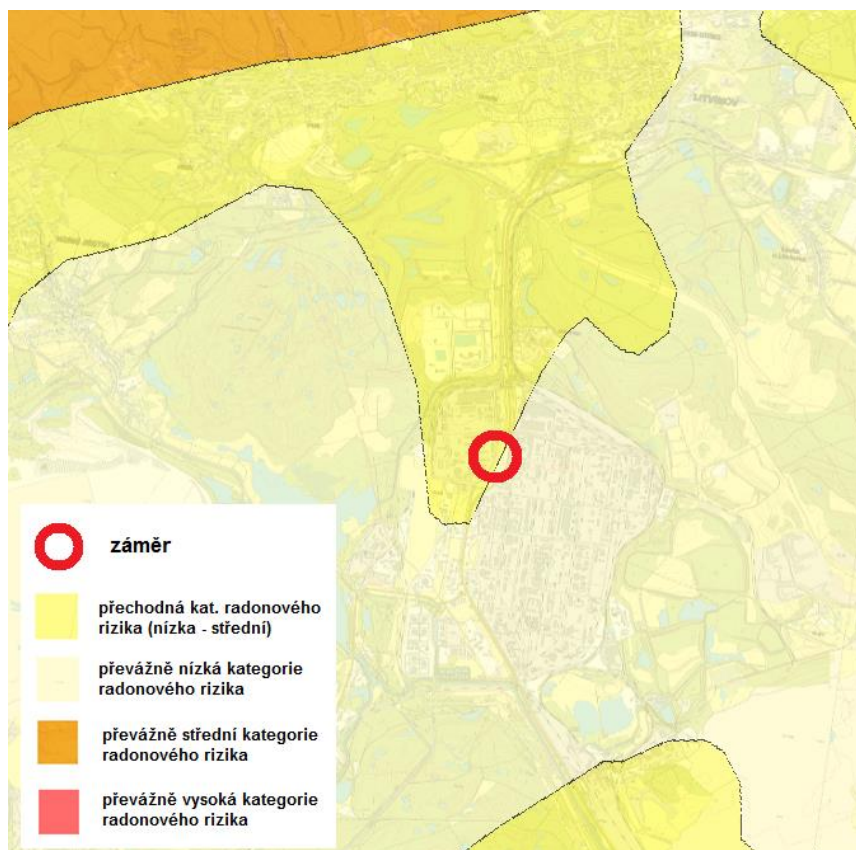 LITVÍNOV
záměr
přechodná kat. radonového
rizika (nízka - střední)
převážně nízká kategorie
radonového rizika
převážně střední kategorie
radonového rizika
převážně vysoká kategorie
radonového rizika